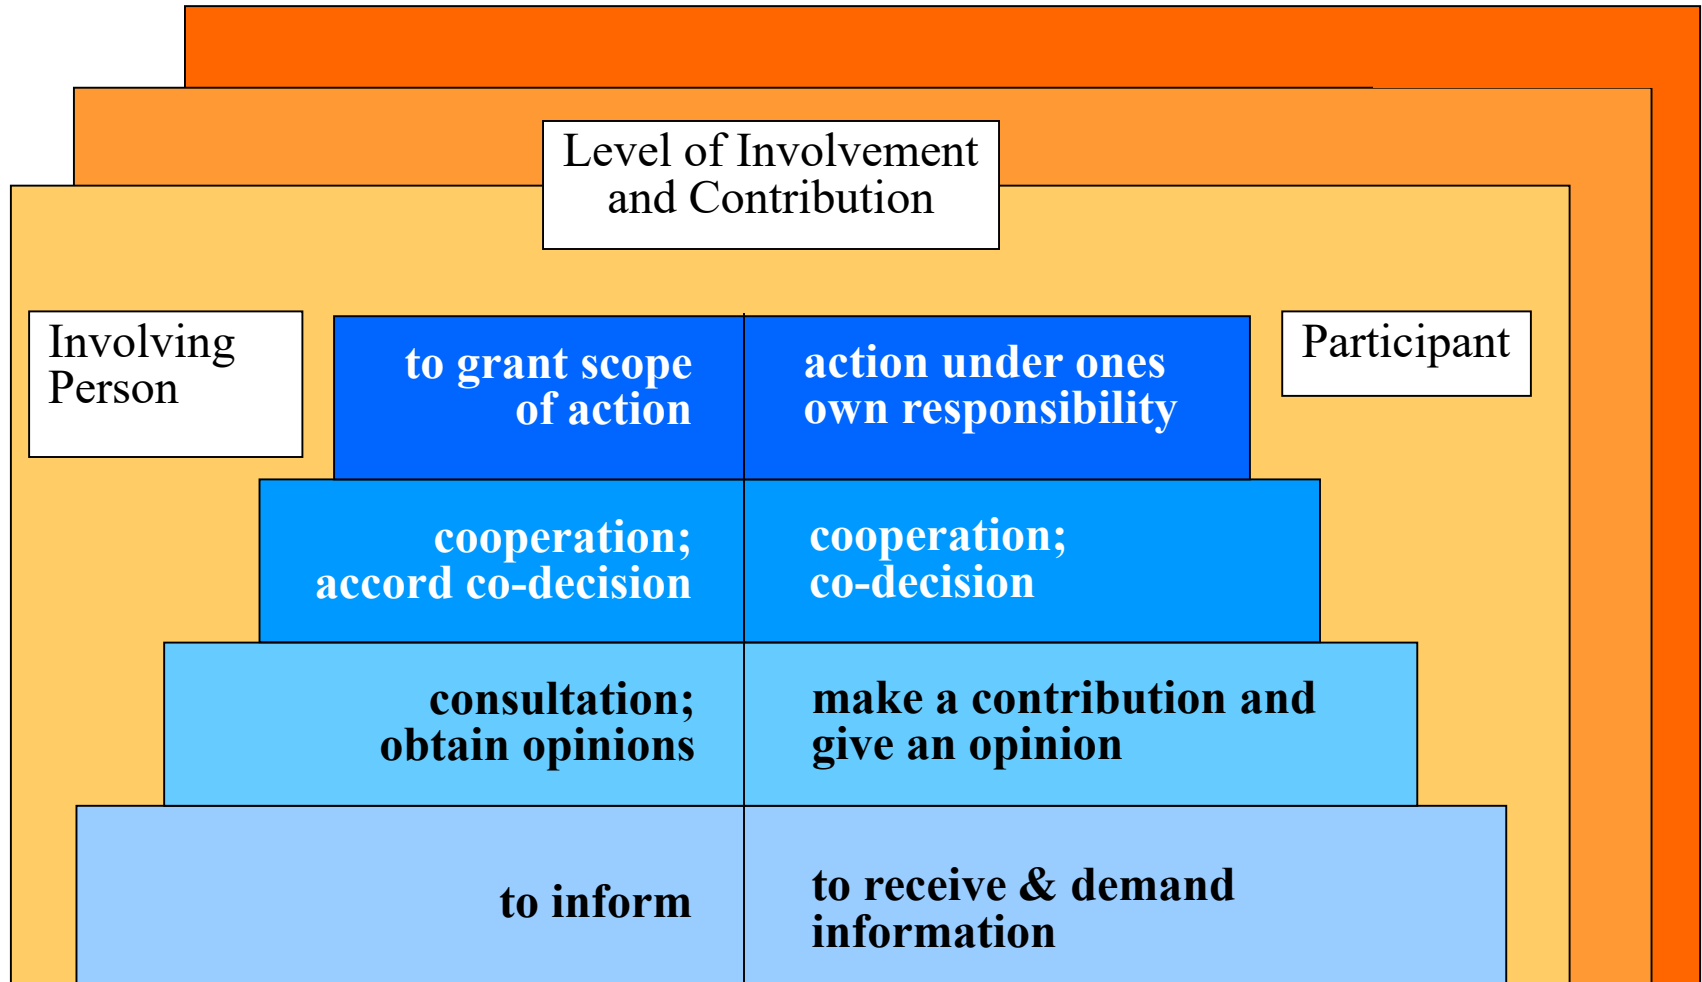 Level of Involvement
and Contribution
Involving
Person
Participant
to grant scope
of action
action under ones
own responsibility
cooperation;
accord co-decision
cooperation;
co-decision
consultation;
obtain opinions
make a contribution and
give an opinion
to inform
to receive & demand
information